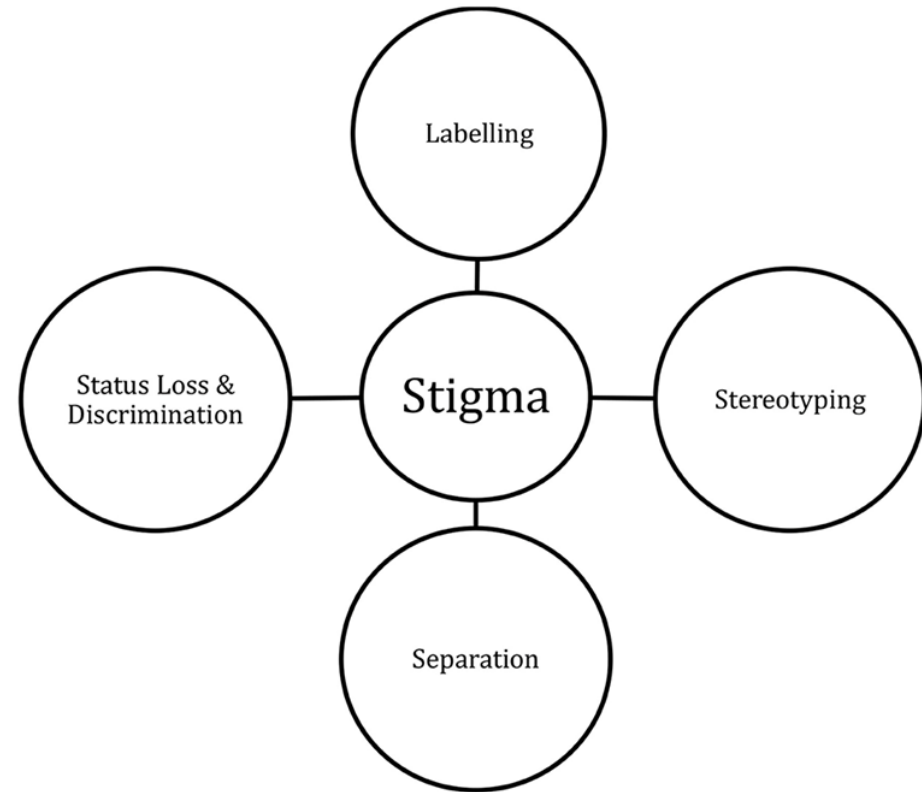 Labelling
Status Loss &
Discrimination
Stigma
Stereotyping
Separation